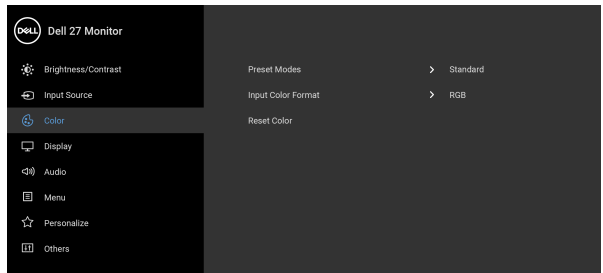 DELL Dell 27 Monitor
Brightness/Contrast
Input Source
Color
Display
Audio
Menu
Personalize
Others
Preset Modes > Standard
Input Color Format > RGB
Reset Color